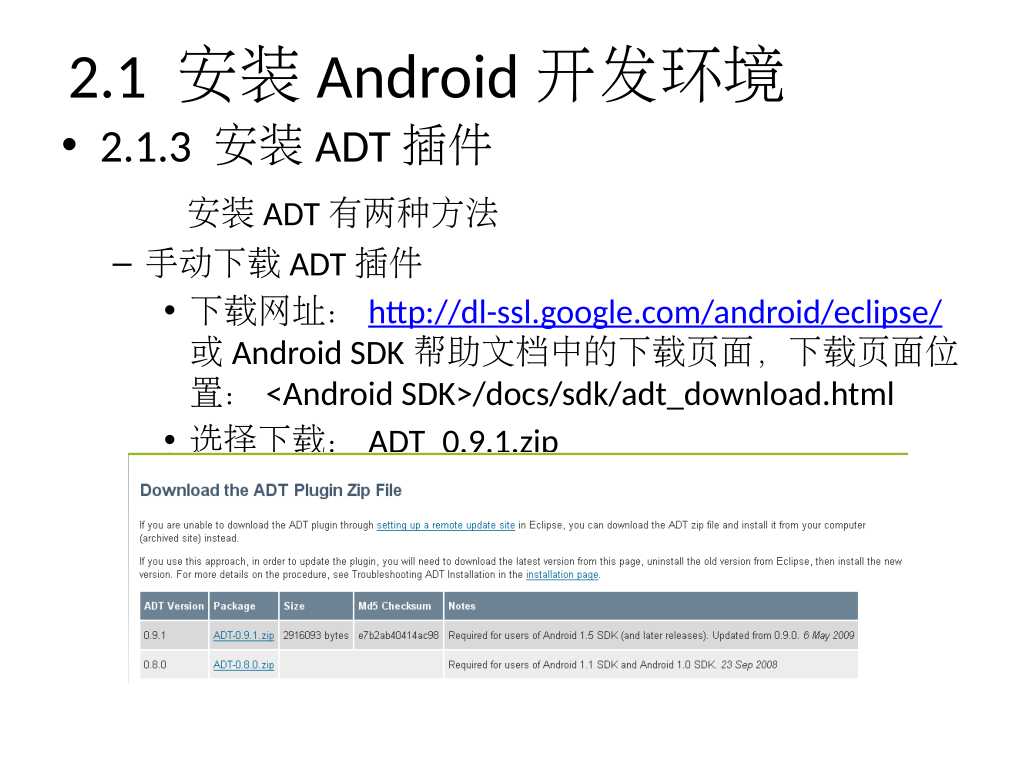 2.1 安装 Android 开发环境
• 2.1.3 安装 ADT 插件
安装 ADT 有两种方法
– 手动下载 ADT 插件
• 下载网址： http://dl-ssl.google.com/android/eclipse/
或 Android SDK 帮助文档中的下载页面，下载页面位
置： <Android SDK>/docs/sdk/adt_download.html
• 选择下载： ADT_0.9.1.zip
Download the ADT Plugin Zip File
If you are unable to download the ADT plugin through setting up a remote update site in Eclipse, you can download the ADT zip file and install it from your computer
(archived site) instead.
If you use this approach, in order to update the plugin, you will need to download the latest version from this page, uninstall the old version from Eclipse, then install the new
version. For more details on the procedure, see Troubleshooting ADT Installation in the installation page.
ADT Version Package Size Md5 Checksum Notes
0.9.1 ADT-0.9.1.zip 2916093 bytes e7b2ab40414ac98 Required for users of Android 1.5 SDK (and later releases). Updated from 0.9.0. 6 May 2009
0.8.0 ADT-0.8.0.zip Required for users of Android 1.1 SDK and Android 1.0 SDK. 23 Sep 2008